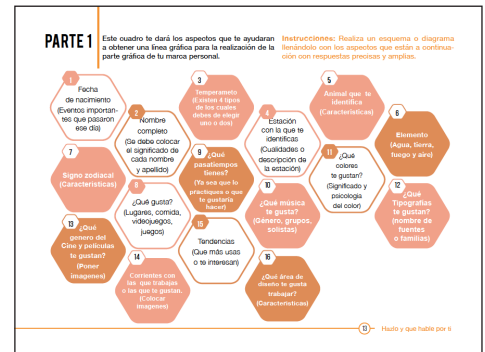 PARTE 1
Este cuadro te dará los aspectos que te ayudaran
a obtener una línea gráfica para la realización de la
parte gráfica de tu marca personal.
Instrucciones: Realiza un esquema o diagrama
llenándolo con los aspectos que están a continua-
ción con respuestas precisas y amplias.
1
Fecha
de nacimiento
(Eventos importan-
tes que pasaron
ese día)
2
Nombre
completo
(Se debe colocar
el significado de
cada nombre
y apellido)
3
Temperameto
(Existen 4 tipos
de los cuales
debes de elegir
uno o dos)
4
Estación
con la que te
identificas
(Cualidades o
descripción de
la estación)
5
Animal que te
Identifica
(Características)
6
Elemento
(Agua, tierra,
fuego y aire)
7
Signo zodiacal
(Características)
8
¿Qué gusta?
(Lugares, comida,
videojuegos,
juegos)
9
¿Qué
pasatiempos
tienes?
(Ya sea que lo
practiques o que
te gustaría
hacer)
10
¿Qué música
te gusta?
(Género, grupos,
solistas)
11
¿Qué
colores
te gustan?
(Significado y
psicología
del color)
12
¿Qué
Tipografías
te gustan?
(nombre de
fuentes
o familias)
13
¿Qué
genero del
Cine y películas
te gustan?
(Poner
imagenes)
14
Corrientes con
las que trabajas
o las que te gustan.
(Colocar
imagenes)
15
Tendencias
(Que más usas
o te interesan)
16
¿Qué área de
diseño te gusta
trabajar?
(Características)
13
Hazlo y que hable por ti